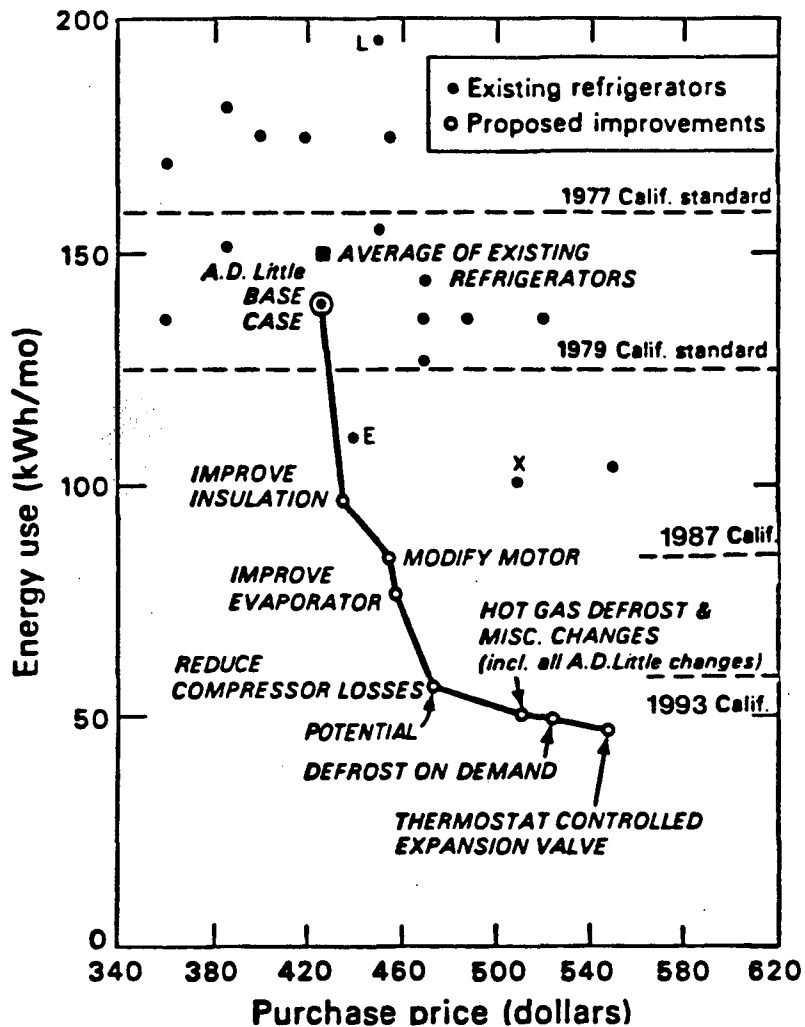 200
L
• Existing refrigerators
o Proposed improvements
1977 Calif. standard
150
AVERAGE OF EXISTING
REFRIGERATORS
A.D. Little
BASE
CASE
1979 Calif. standard
E
X
100
IMPROVE
INSULATION
1987 Calif.
MODIFY MOTOR
IMPROVE
EVAPORATOR
HOT GAS DEFROST &
MISC. CHANGES
(incl. all A.D.Little changes)
REDUCE
COMPRESSOR LOSSES
1993 Calif.
50
POTENTIAL
DEFROST ON DEMAND
THERMOSTAT CONTROLLED
EXPANSION VALVE
0
340 380 420 460 500 540 580 620
Purchase price (dollars)
Energy use (kWh/mo)